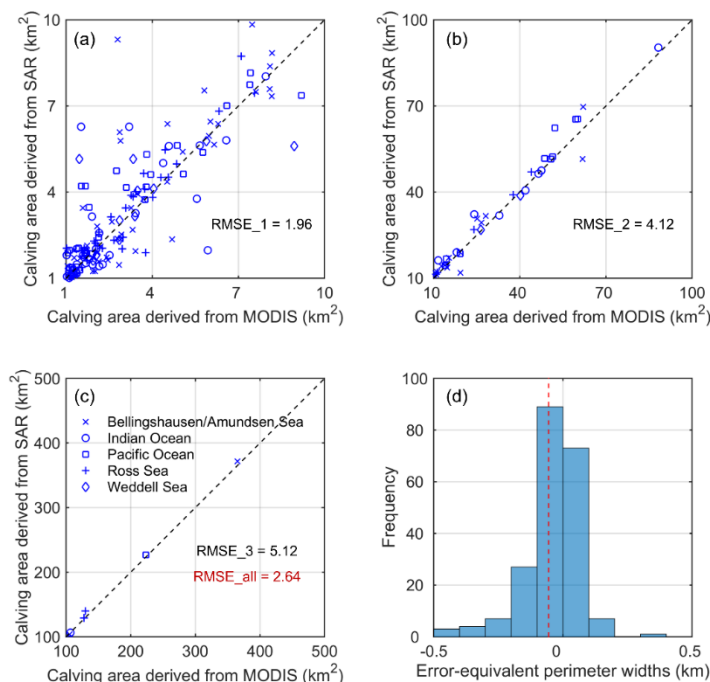 (a)
Calving area derived from SAR (km²)
10
7
4
1
RMSE_1 = 1.96
1 4 7 10
Calving area derived from MODIS (km²)
(b)
Calving area derived from SAR (km²)
100
70
40
10
RMSE_2 = 4.12
10 40 70 100
Calving area derived from MODIS (km²)
(c)
Calving area derived from SAR (km²)
500
400
300
200
100
Bellingshausen/Amundsen Sea
Indian Ocean
Pacific Ocean
Ross Sea
Weddell Sea
RMSE_3 = 5.12
RMSE_all = 2.64
100 200 300 400 500
Calving area derived from MODIS (km²)
(d)
Frequency
100
80
60
40
20
0
-0.5 0 0.5
Error-equivalent perimeter widths (km)